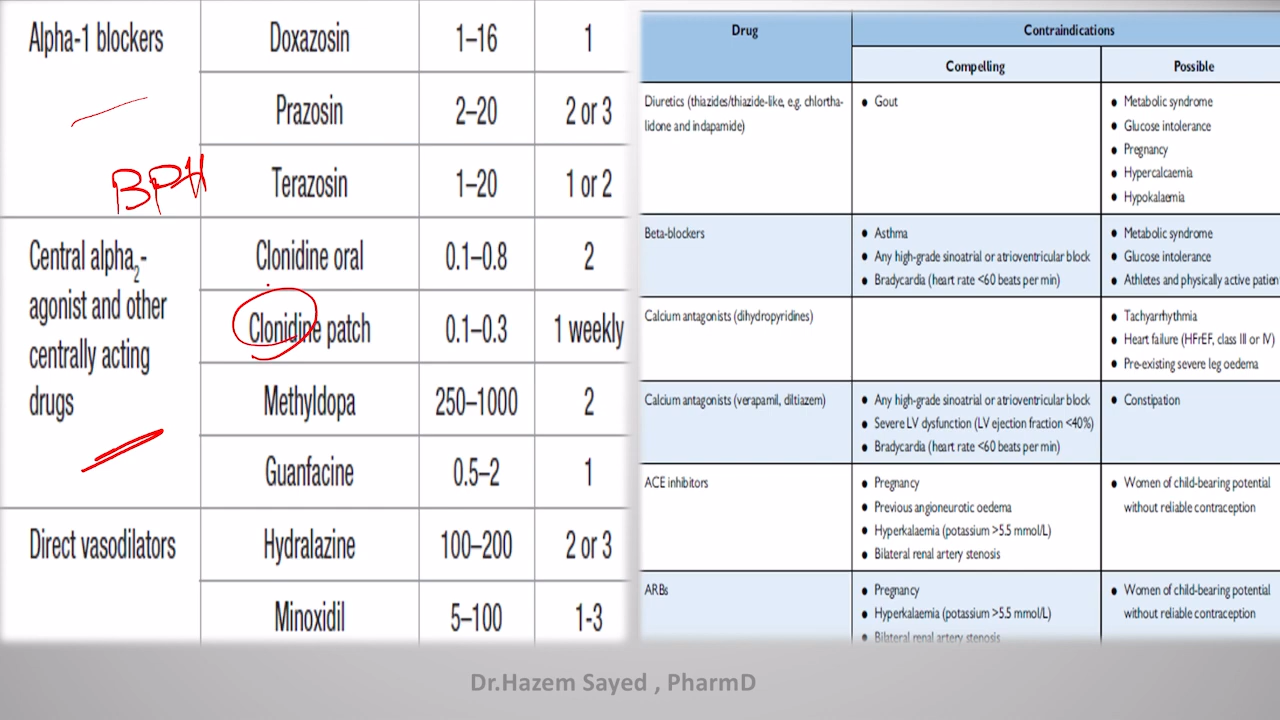 Alpha-1 blockers
Doxazosin
1–16
1
Prazosin
2–20
2 or 3
BPH
Terazosin
1–20
1 or 2
Central alpha2-
agonist and other
centrally acting
drugs
Clonidine oral
0.1–0.8
2
Clonidine patch
0.1–0.3
1 weekly
Methyldopa
250–1000
2
Guanfacine
0.5–2
1
Direct vasodilators
Hydralazine
100–200
2 or 3
Minoxidil
5–100
1-3
Drug
Contraindications
Compelling
Possible
Diuretics (thiazides/thiazide-like, e.g. chlortha-
lidone and indapamide)
• Gout
• Metabolic syndrome
• Glucose intolerance
• Pregnancy
• Hypercalcaemia
• Hypokalaemia
Beta-blockers
• Asthma
• Any high-grade sinoatrial or atrioventricular block
• Bradycardia (heart rate <60 beats per min)
• Metabolic syndrome
• Glucose intolerance
• Athletes and physically active patien
Calcium antagonists (dihydropyridines)
• Tachyarrhythmia
• Heart failure (HFrEF, class III or IV)
• Pre-existing severe leg oedema
Calcium antagonists (verapamil, diltiazem)
• Any high-grade sinoatrial or atrioventricular block
• Severe LV dysfunction (LV ejection fraction <40%)
• Bradycardia (heart rate <60 beats per min)
• Constipation
ACE inhibitors
• Pregnancy
• Previous angioneurotic oedema
• Hyperkalaemia (potassium >5.5 mmol/L)
• Bilateral renal artery stenosis
• Women of child-bearing potential
without reliable contraception
ARBs
• Pregnancy
• Hyperkalaemia (potassium >5.5 mmol/L)
• Bilateral renal artery stenosis
• Women of child-bearing potential
without reliable contraception
Dr.Hazem Sayed , PharmD